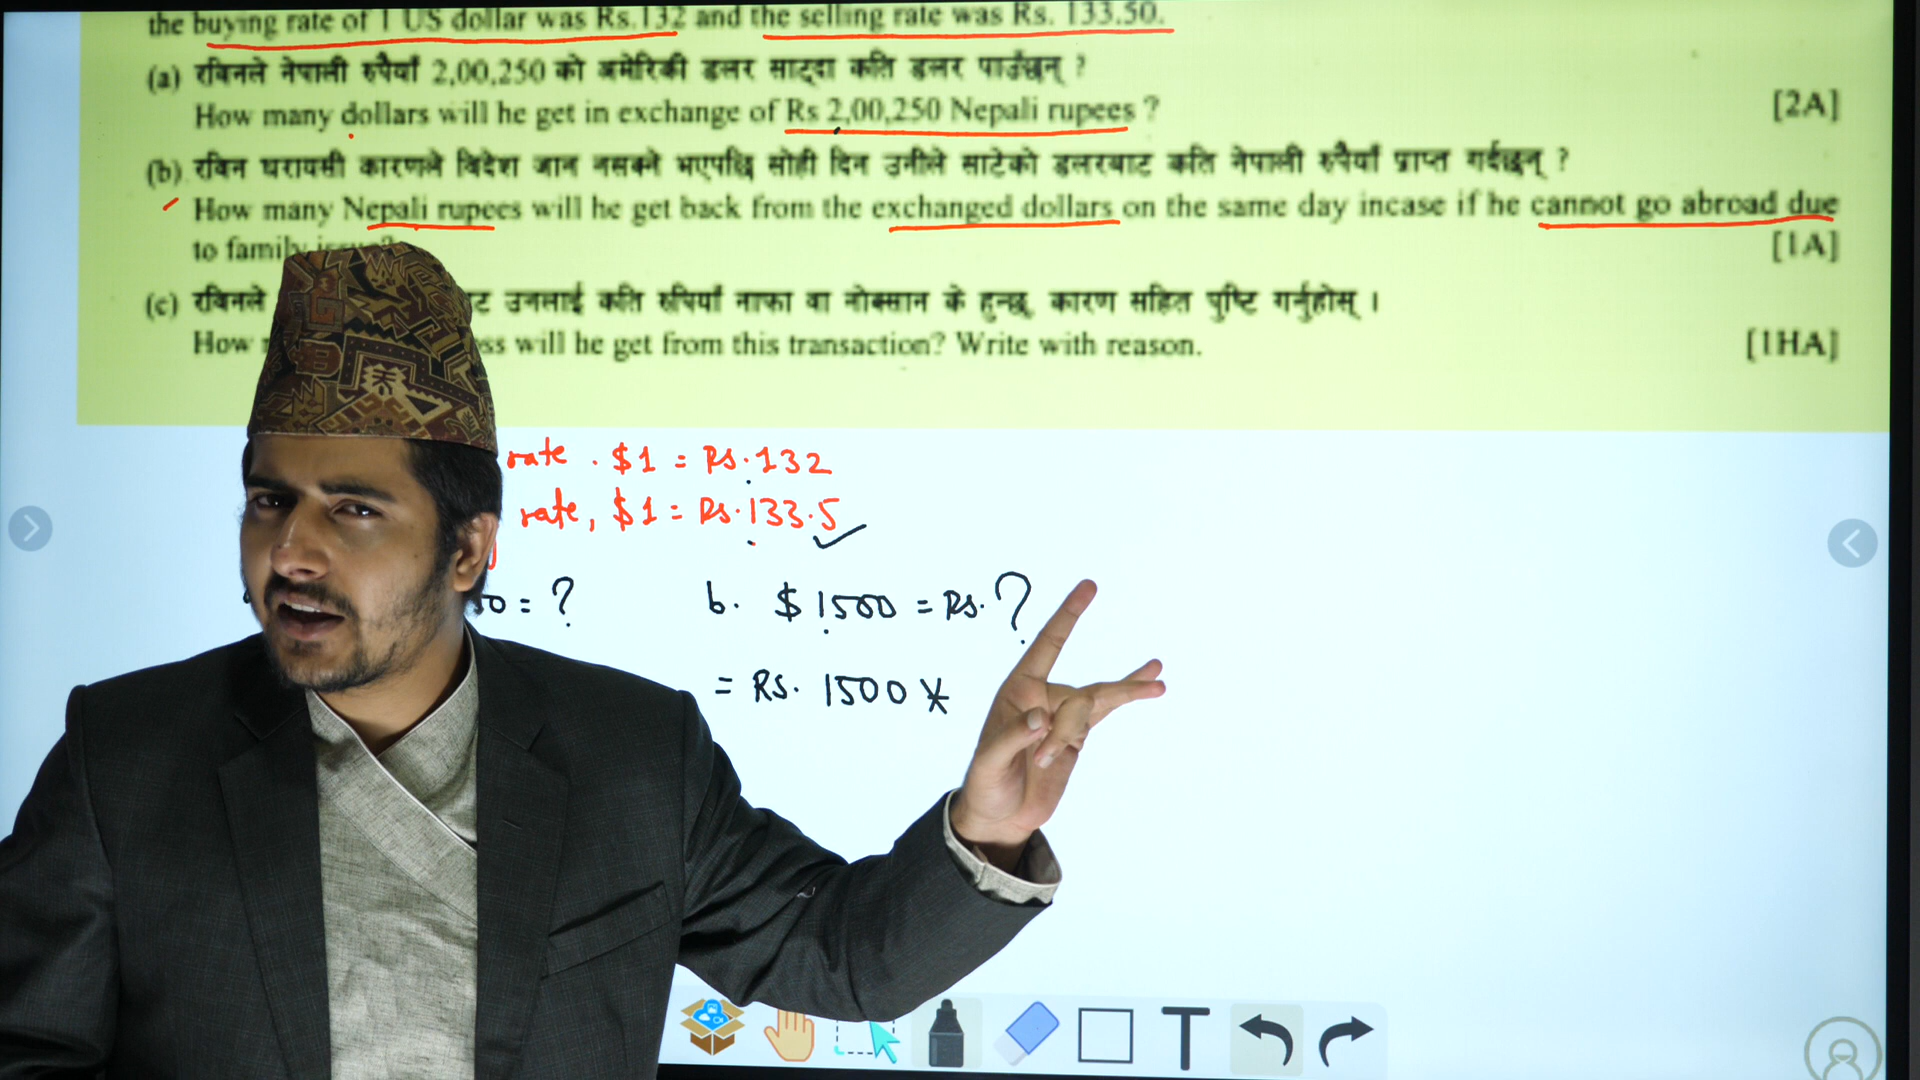 the buying rate of 1 US dollar was Rs.132 and the selling rate was Rs. 133.50.
(a) रविनले नेपाली रुपैयाँ 2,00,250 को अमेरिकी डलर साट्दा कति डलर पाउँछन् ?
How many dollars will he get in exchange of Rs 2,00,250 Nepali rupees ? [2A]
(b) रविन घरायसी कारणले विदेश जान नसक्ने भएपछि सोही दिन उनीले साटेको डलरबाट कति नेपाली रुपैयाँ प्राप्त गर्दछन् ?
How many Nepali rupees will he get back from the exchanged dollars on the same day incase if he cannot go abroad due
to family [1A]
(c) रविनले उनलाई कति रुपियाँ नाफा वा नोक्सान के हुन्छ, कारण सहित पुष्टि गर्नुहोस् ।
How will he get from this transaction? Write with reason. [1HA]
rate . $1 = Rs. 132
rate, $1 = Rs. 133.5
= ?
b. $ 1500 = Rs. ?
= Rs. 1500 *
T